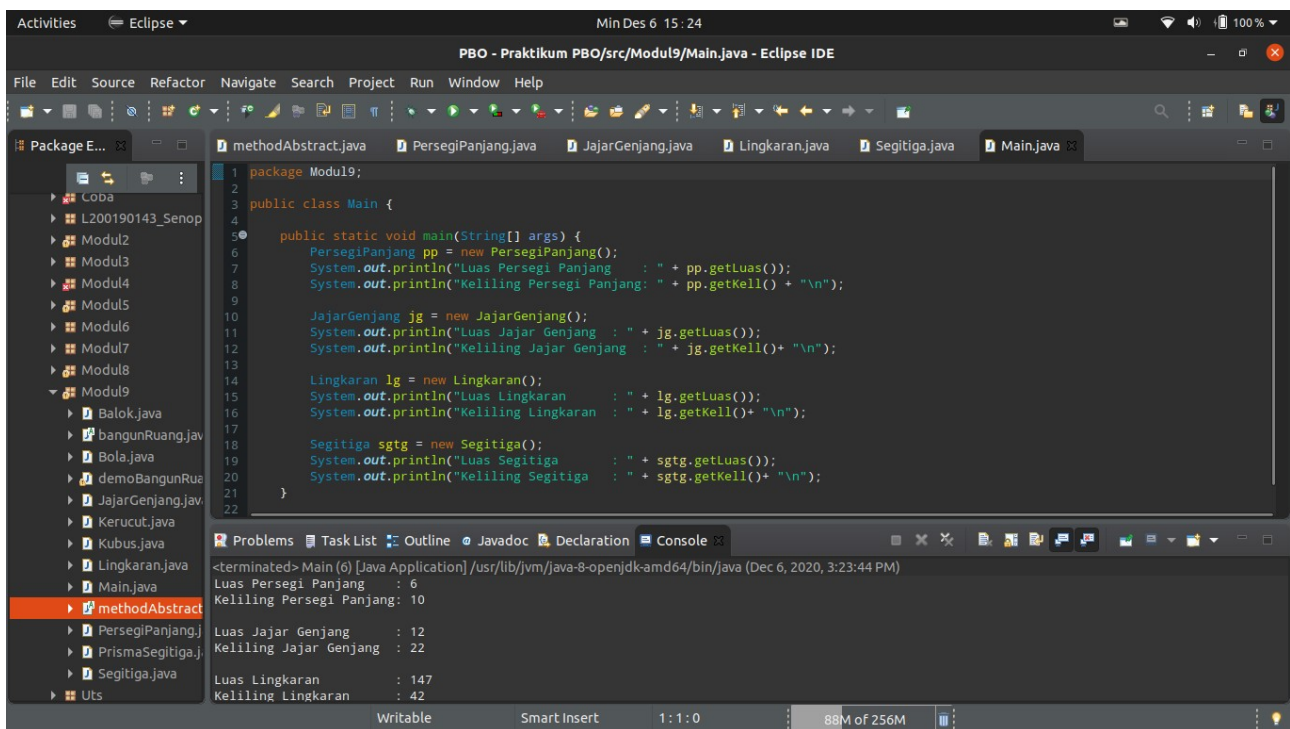 Activities Eclipse Min Des 6 15:24 100 %
PBO - Praktikum PBO/src/Modul9/Main.java - Eclipse IDE
File Edit Source Refactor Navigate Search Project Run Window Help
Package E...
Coba
L200190143_Senop
Modul2
Modul3
Modul4
Modul5
Modul6
Modul7
Modul8
Modul9
Balok.java
bangunRuang.jav
Bola.java
demoBangunRua
JajarGenjang.jav
Kerucut.java
Kubus.java
Lingkaran.java
Main.java
methodAbstract
PersegiPanjang.j
PrismaSegitiga.j
Segitiga.java
Uts
methodAbstract.java PersegiPanjang.java JajarGenjang.java Lingkaran.java Segitiga.java Main.java
1 package Modul9;
2
3 public class Main {
4
5 public static void main(String[] args) {
6 PersegiPanjang pp = new PersegiPanjang();
7 System.out.println("Luas Persegi Panjang    : " + pp.getLuas());
8 System.out.println("Keliling Persegi Panjang: " + pp.getKell() + "\n");
9
10 JajarGenjang jg = new JajarGenjang();
11 System.out.println("Luas Jajar Genjang  : " + jg.getLuas());
12 System.out.println("Keliling Jajar Genjang  : " + jg.getKell()+ "\n");
13
14 Lingkaran lg = new Lingkaran();
15 System.out.println("Luas Lingkaran      : " + lg.getLuas());
16 System.out.println("Keliling Lingkaran  : " + lg.getKell()+ "\n");
17
18 Segitiga sgtg = new Segitiga();
19 System.out.println("Luas Segitiga       : " + sgtg.getLuas());
20 System.out.println("Keliling Segitiga   : " + sgtg.getKell()+ "\n");
21 }
22
Problems Task List Outline Javadoc Declaration Console
<terminated> Main (6) [Java Application] /usr/lib/jvm/java-8-openjdk-amd64/bin/java (Dec 6, 2020, 3:23:44 PM)
Luas Persegi Panjang    : 6
Keliling Persegi Panjang: 10
Luas Jajar Genjang      : 12
Keliling Jajar Genjang  : 22
Luas Lingkaran          : 147
Keliling Lingkaran      : 42
Writable Smart Insert 1:1:0 88M of 256M